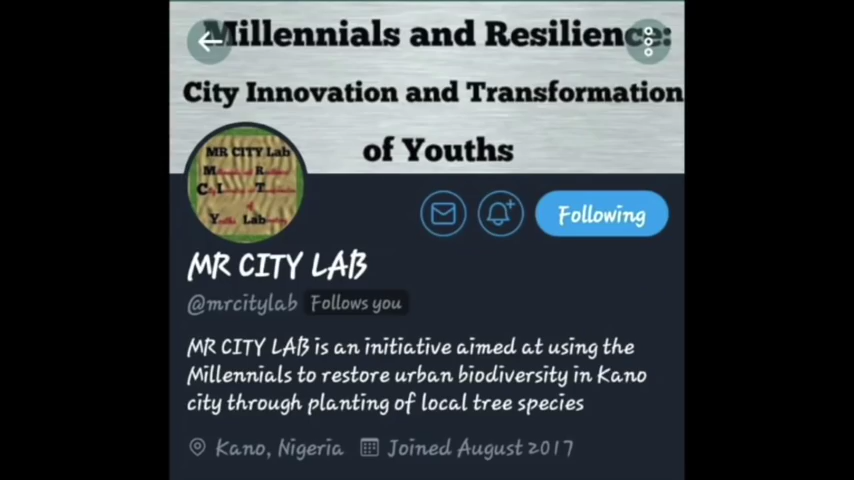 Millennials and Resilience:
City Innovation and Transformation
of Youths
MR CITY Lab
M R
C I T
Y Lab
Following
MR CITY LAB
@mrcitylab Follows you
MR CITY LAB is an initiative aimed at using the
Millennials to restore urban biodiversity in Kano
city through planting of local tree species
Kano, Nigeria Joined August 2017